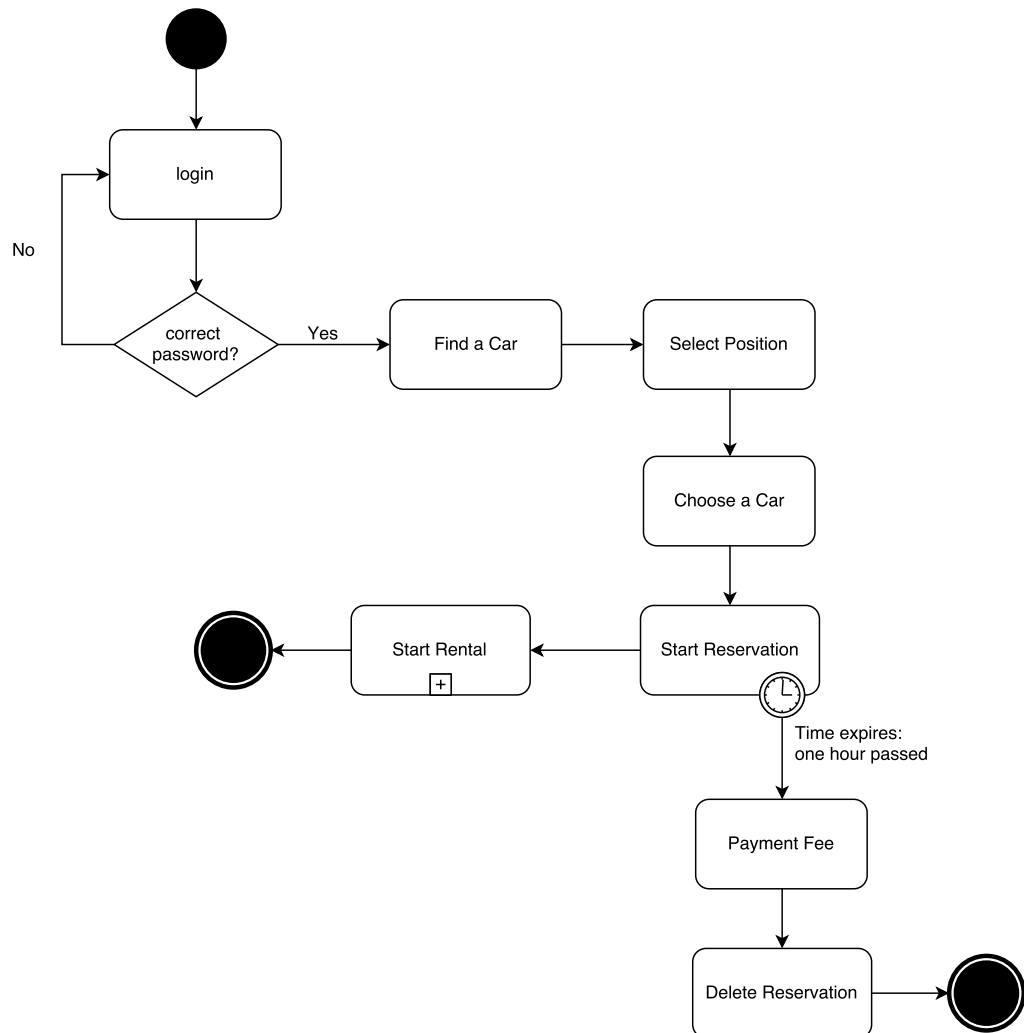 login
No
correct
password?
Yes
Find a Car
Select Position
Choose a Car
Start Rental
+
Start Reservation
Time expires:
one hour passed
Payment Fee
Delete Reservation